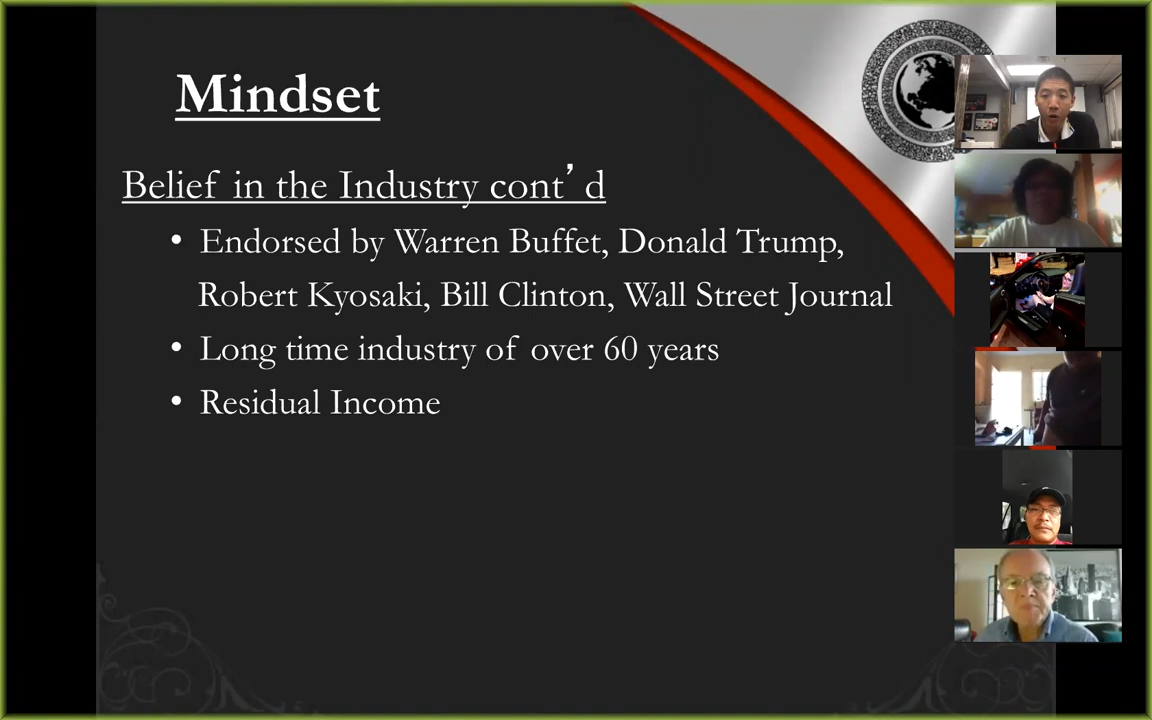 Mindset
Belief in the Industry cont’ d
• Endorsed by Warren Buffet, Donald Trump,
Robert Kyosaki, Bill Clinton, Wall Street Journal
• Long time industry of over 60 years
• Residual Income